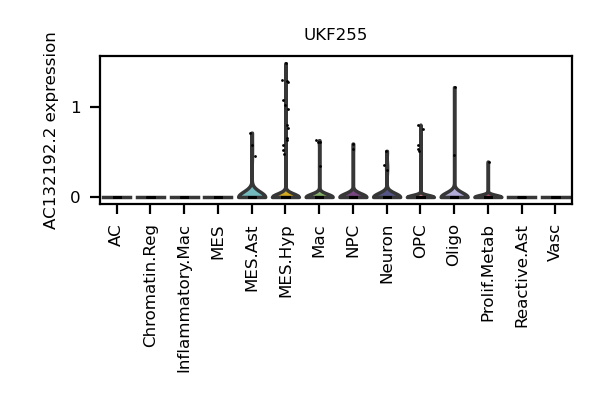 UKF255
AC132192.2 expression
1
0
AC
Chromatin.Reg
Inflammatory.Mac
MES
MES.Ast
MES.Hyp
Mac
NPC
Neuron
OPC
Oligo
Prolif.Metab
Reactive.Ast
Vasc